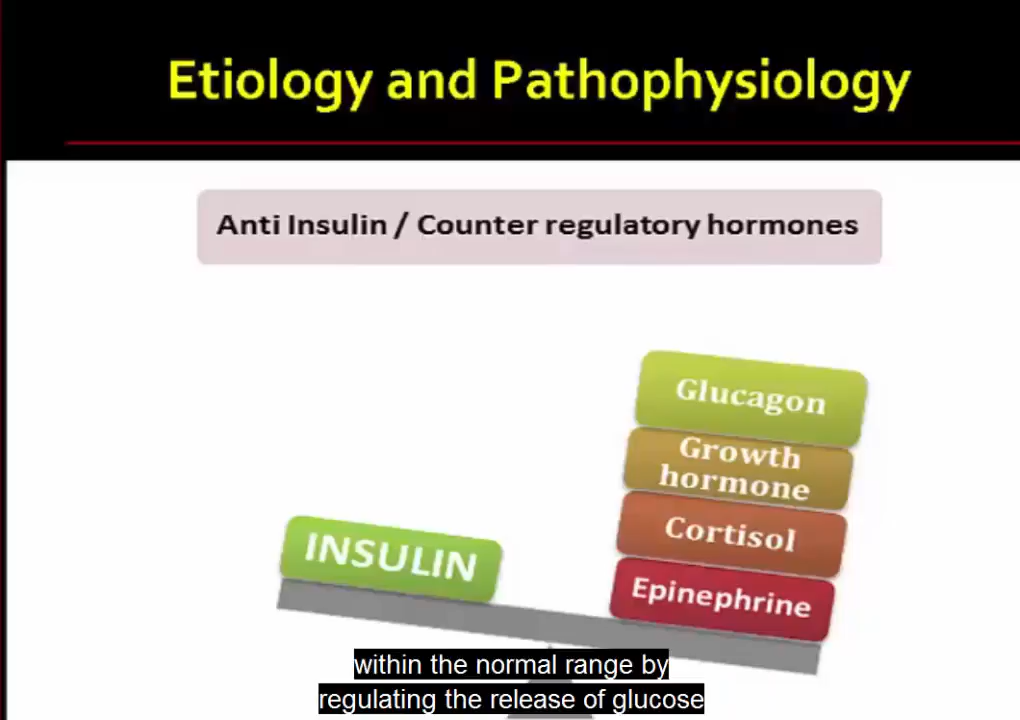 Etiology and Pathophysiology
Anti Insulin / Counter regulatory hormones
Glucagon
Growth
hormone
Cortisol
INSULIN
Epinephrine
within the normal range by
regulating the release of glucose